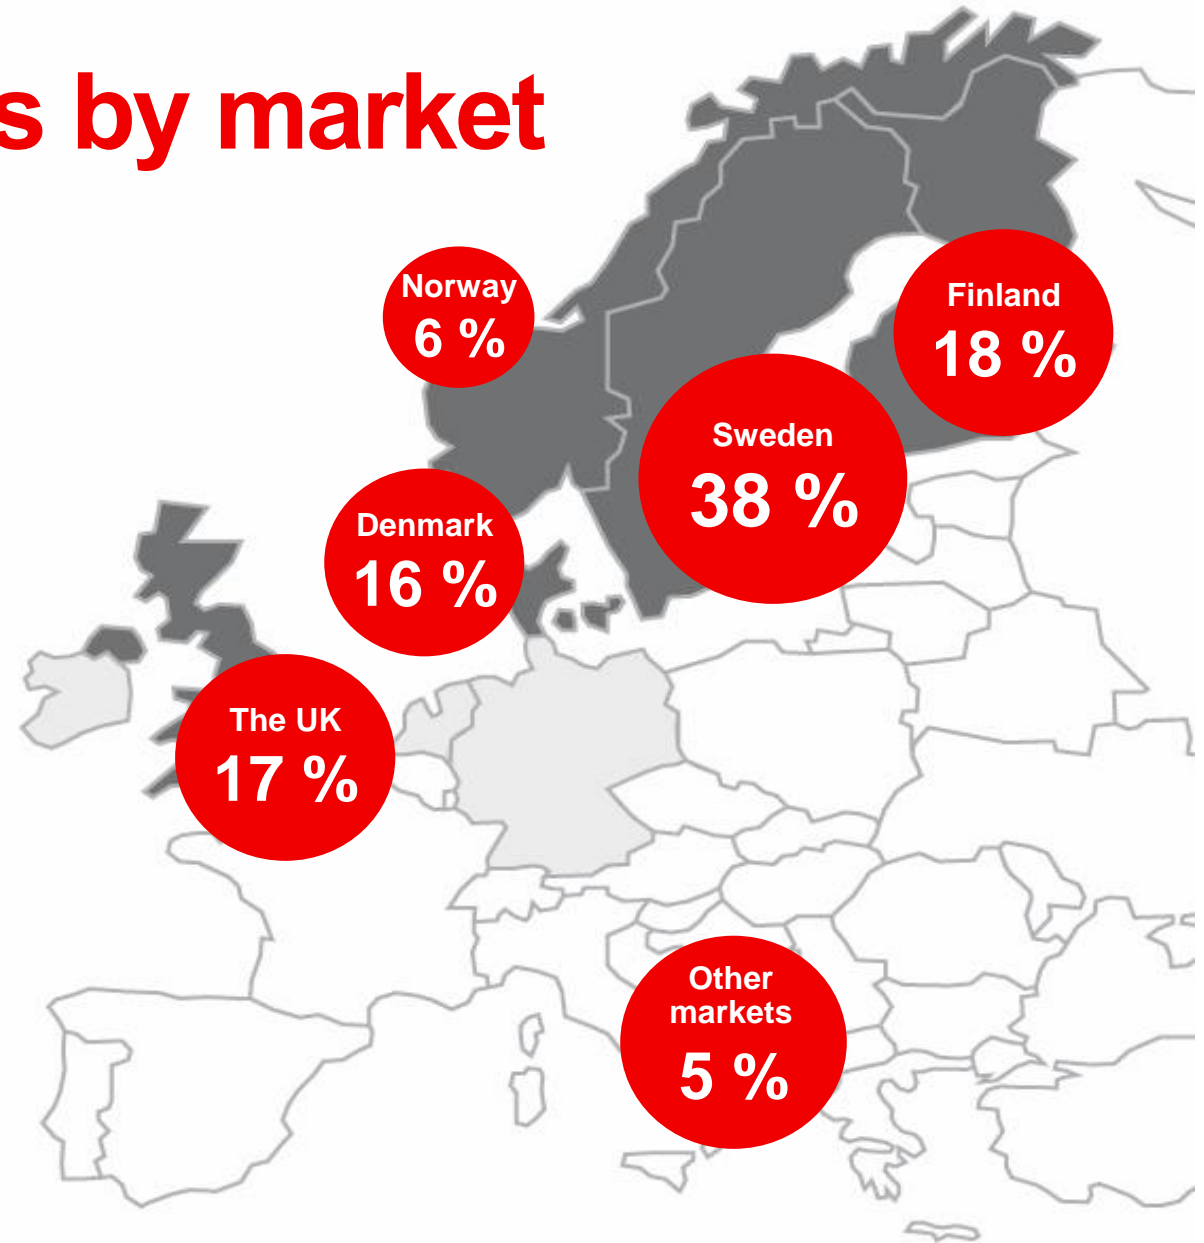 s by market
Norway
6 %
Finland
18 %
Sweden
38 %
Denmark
16 %
The UK
17 %
Other
markets
5 %